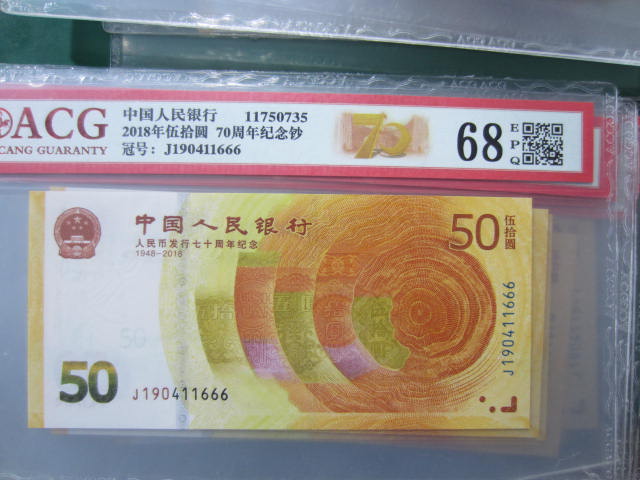 ACG
CANG GUARANTY
中国人民银行 11750735
2018年伍拾圆 70周年纪念钞
冠号: J190411666
70
68
EPQ
中国人民银行
人民币发行七十周年纪念
1948-2018
50
伍拾圆
J190411666
50
J190411666